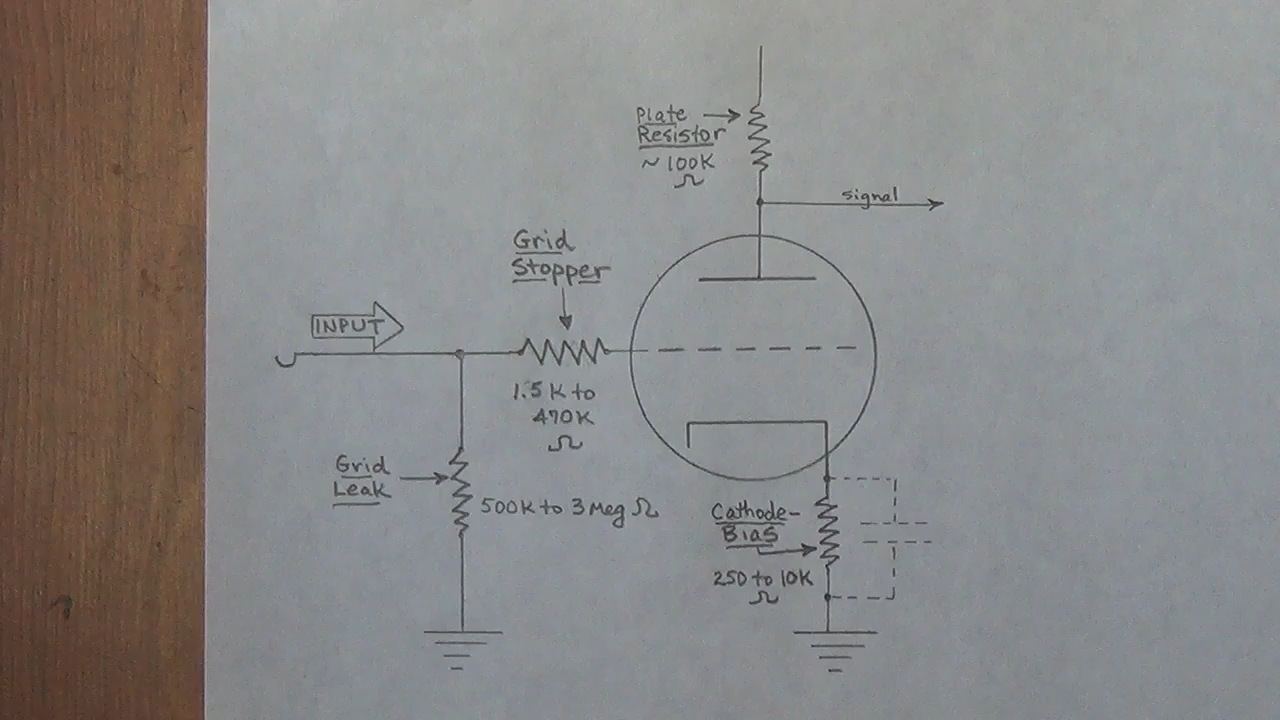 Plate
Resistor
~ 100K
Ω
signal
Grid
Stopper
INPUT
1.5K to
470K
Ω
Grid
Leak
500K to 3 Meg Ω
Cathode-
Bias
250 to 10K
Ω